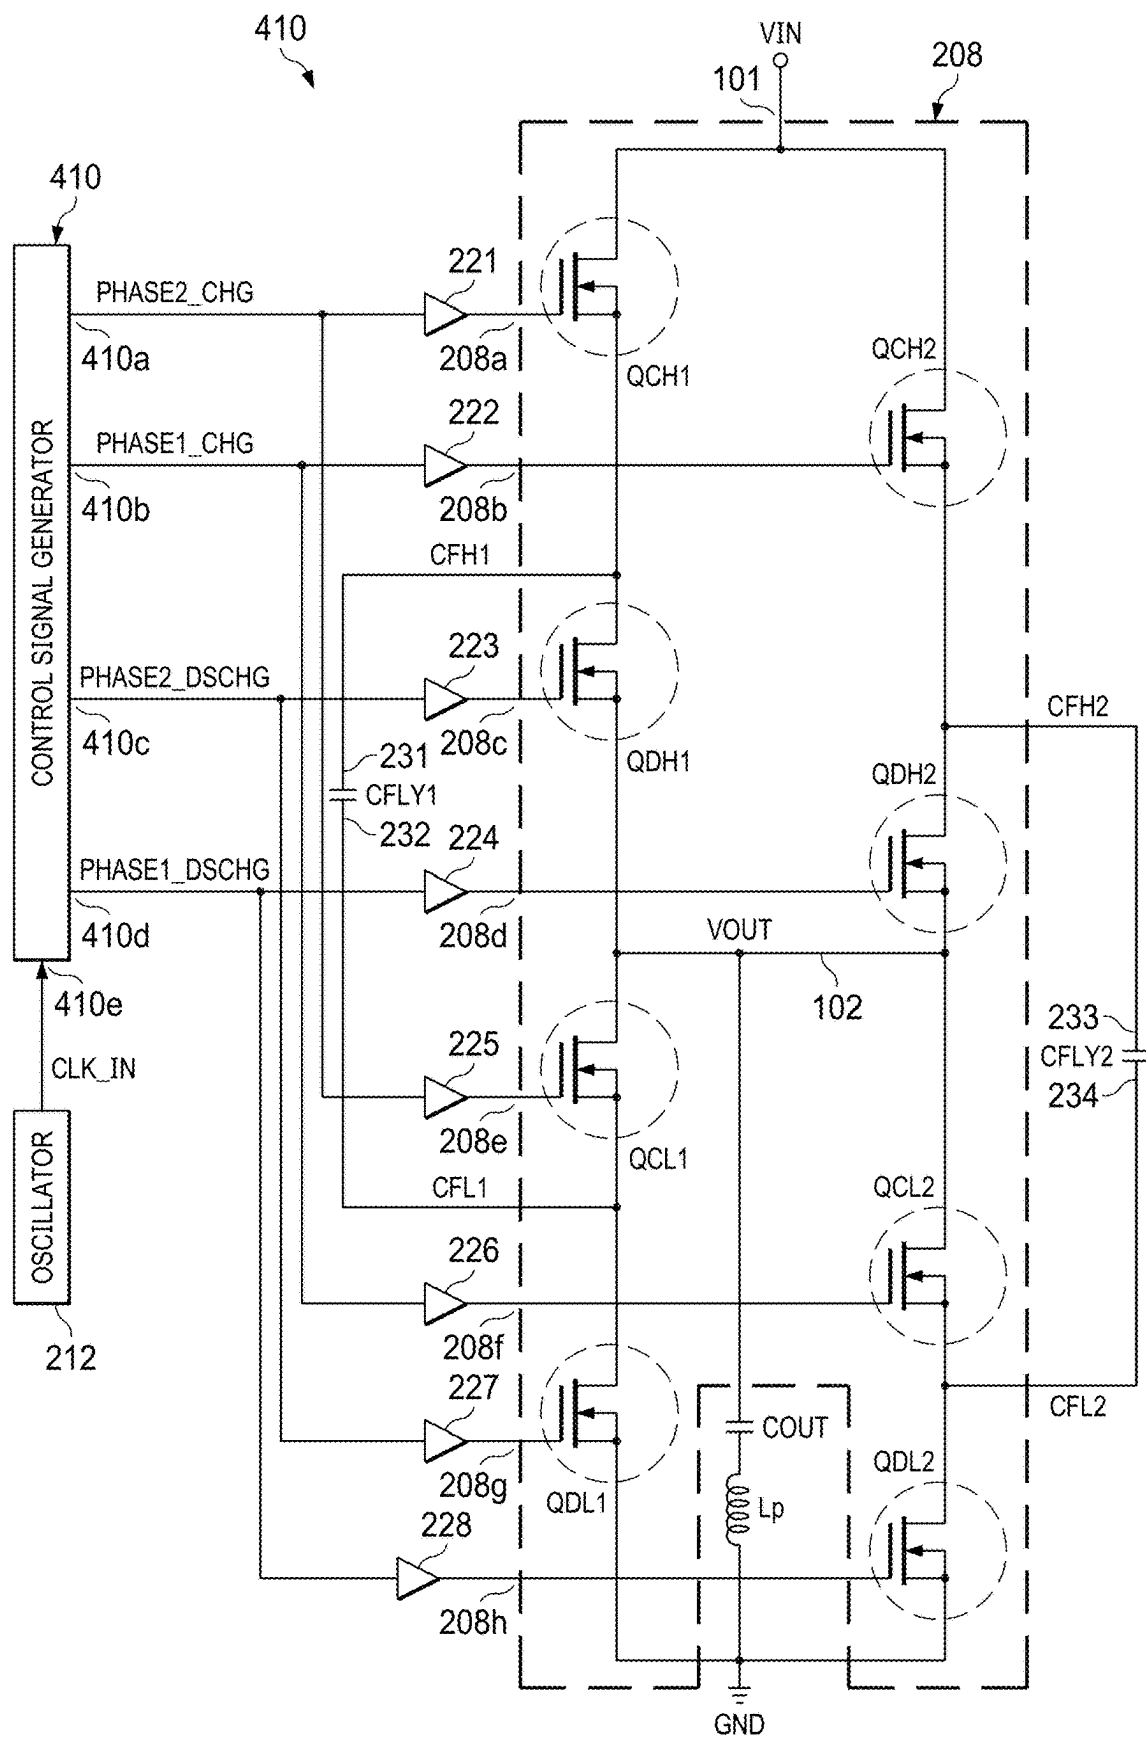 410
VIN
208
101
410
CONTROL SIGNAL GENERATOR
PHASE2_CHG
410a
221
208a
QCH1
QCH2
PHASE1_CHG
410b
222
208b
CFH1
PHASE2_DSCHG
410c
223
208c
QDH1
CFH2
231
CFLY1
232
QDH2
PHASE1_DSCHG
410d
224
208d
VOUT
102
410e
CLK_IN
OSCILLATOR
212
225
208e
QCL1
233
CFLY2
234
CFL1
QCL2
226
208f
227
208g
QDL1
COUT
Lp
CFL2
QDL2
228
208h
GND